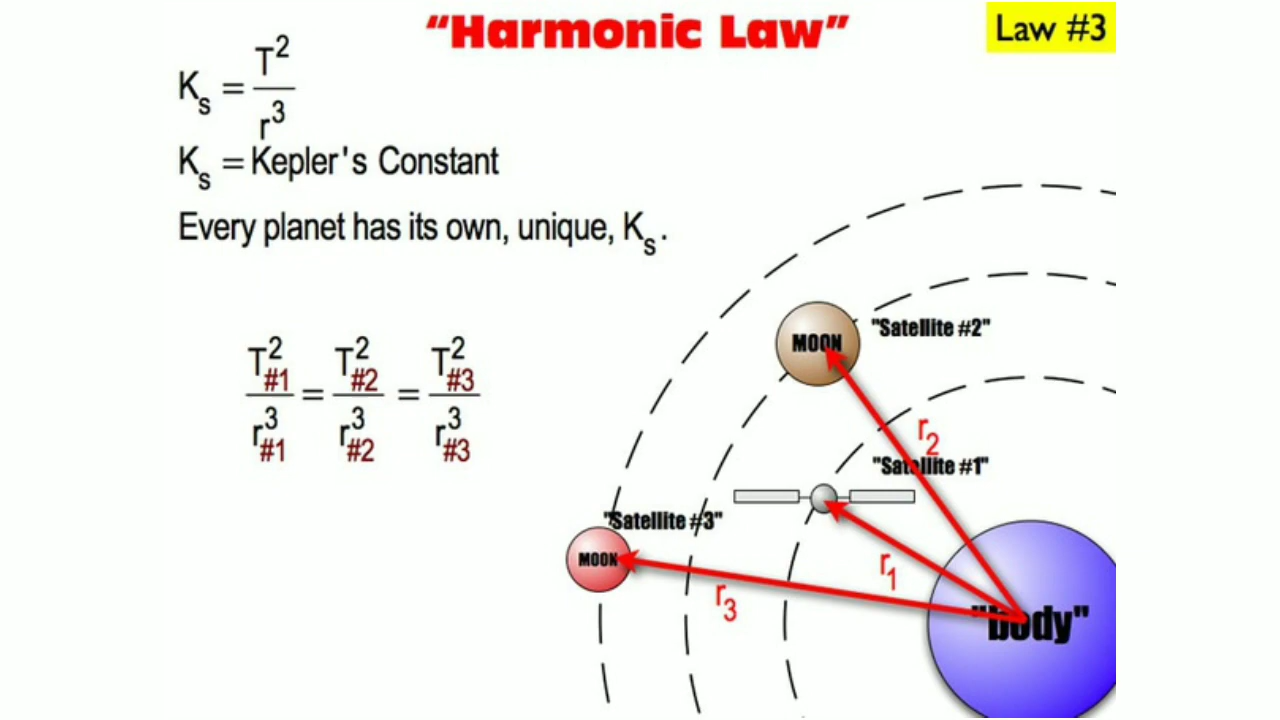 “Harmonic Law”
Law #3
Kₛ = T²/r³
Kₛ = Kepler's Constant
Every planet has its own, unique, Kₛ.
T²#1/r³#1 = T²#2/r³#2 = T²#3/r³#3
MOON
"Satellite #2"
r₂
"Satellite #1"
"Satellite #3"
MOON
r₁
r₃
"body"